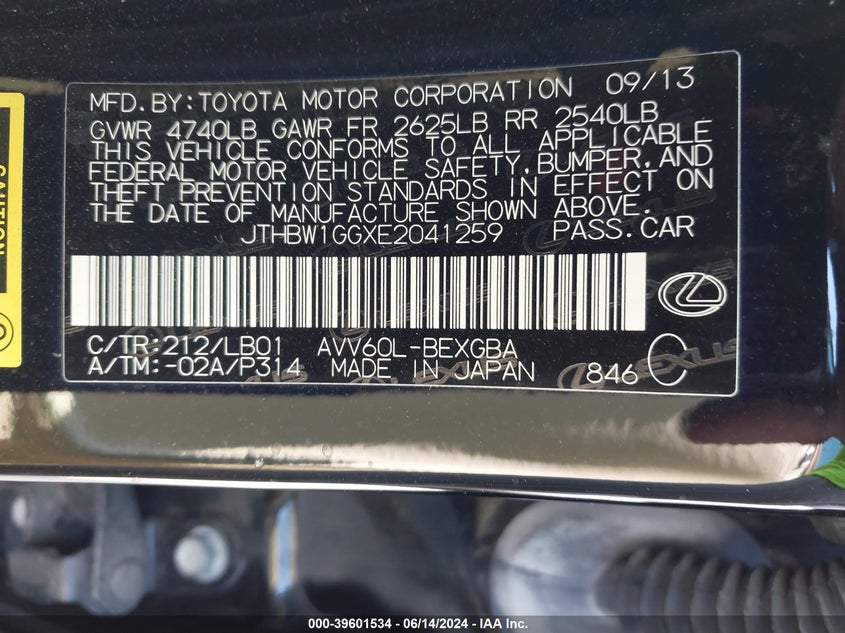 MFD.BY:TOYOTA MOTOR CORPORATION 09/13
GVWR 4740LB GAWR FR 2625LB RR 2540LB
THIS VEHICLE CONFORMS TO ALL APPLICABLE
FEDERAL MOTOR VEHICLE SAFETY,BUMPER,AND
THEFT PREVENTION STANDARDS IN EFFECT ON
THE DATE OF MANUFACTURE SHOWN ABOVE.
JTHBW1GGXE2041259 PASS.CAR
C/TR:212/LB01 AVV60L-BEXGBA
A/TM:-02A/P314 MADE IN JAPAN 846
LEXUS
CAUTION
000-39601534 - 06/14/2024 - IAA Inc.